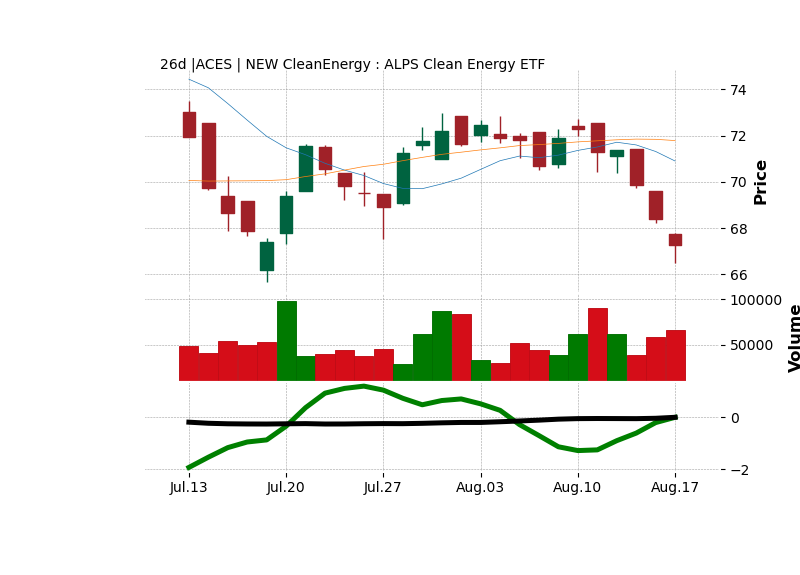 26d |ACES | NEW CleanEnergy : ALPS Clean Energy ETF
74
72
70
68
66
Price
100000
50000
Volume
0
−2
Jul.13 Jul.20 Jul.27 Aug.03 Aug.10 Aug.17